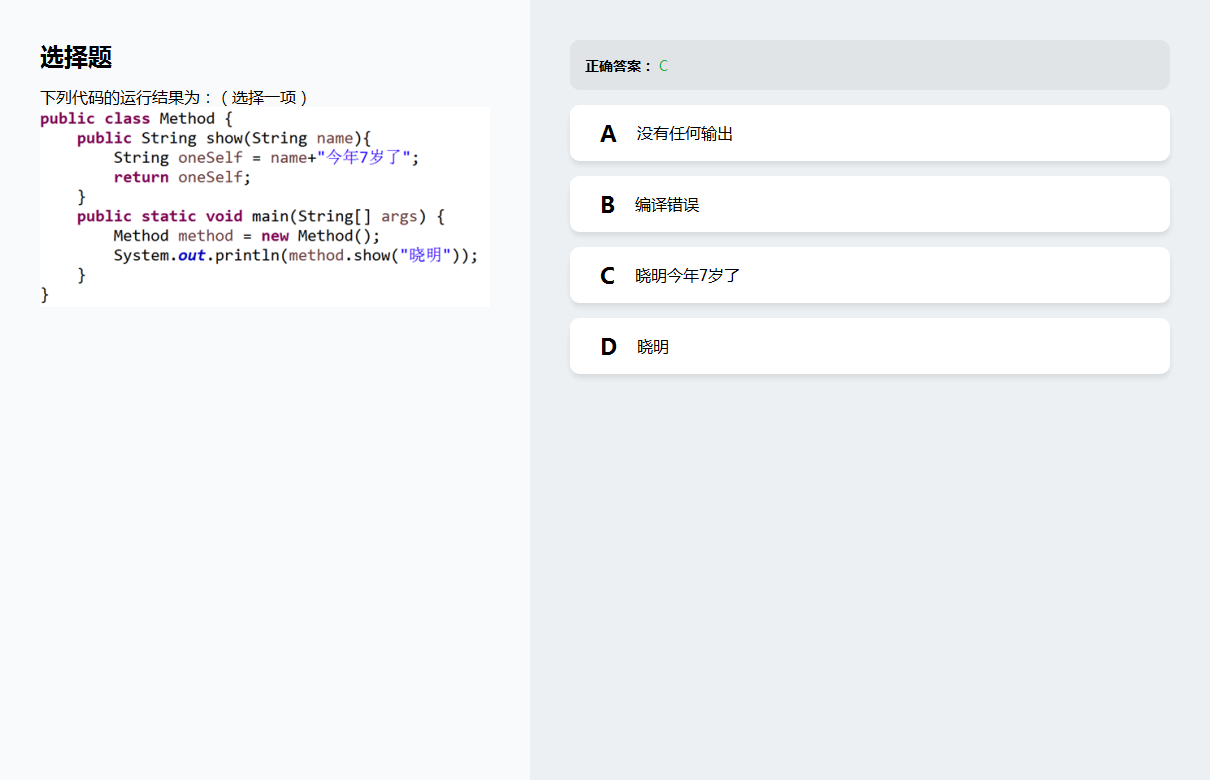 选择题
下列代码的运行结果为：（选择一项）
public class Method {
    public String show(String name){
        String oneSelf = name+"今年7岁了";
        return oneSelf;
    }
    public static void main(String[] args) {
        Method method = new Method();
        System.out.println(method.show("晓明"));
    }
}
正确答案： C
A 没有任何输出
B 编译错误
C 晓明今年7岁了
D 晓明